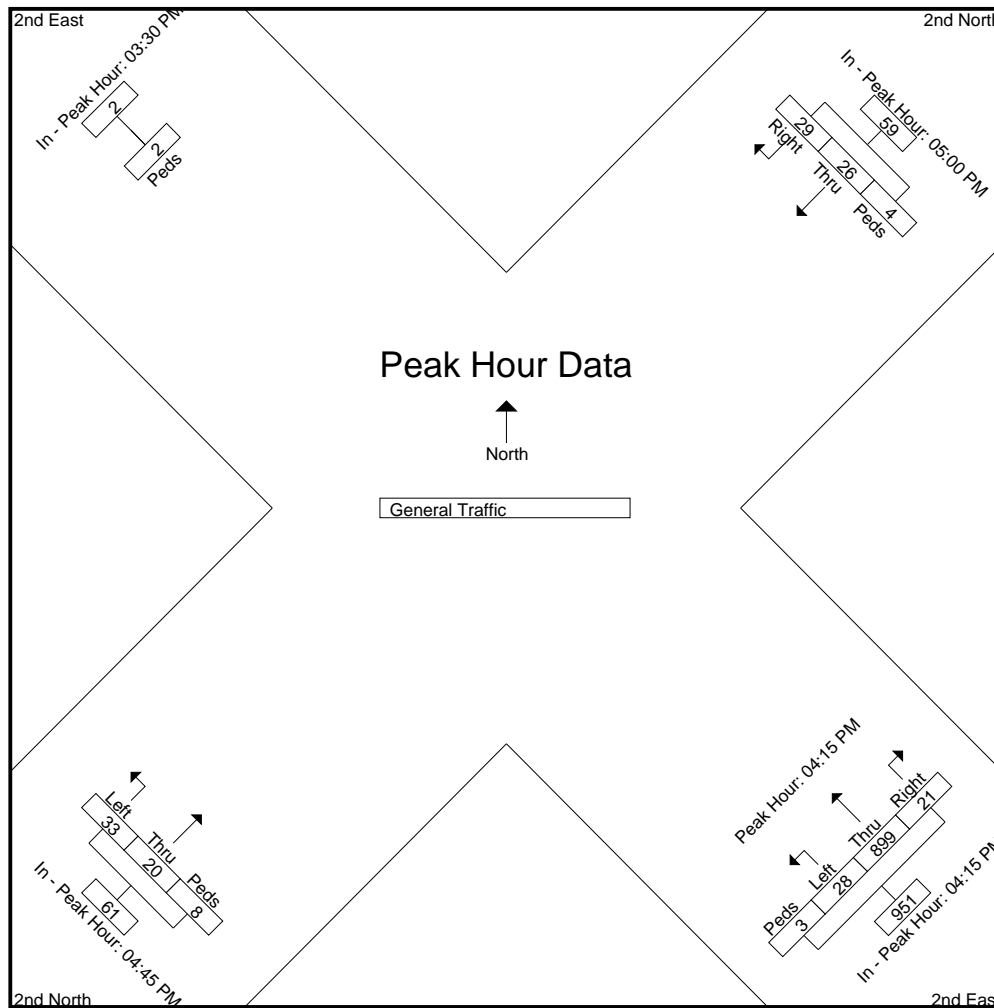 2nd East
2nd North
In - Peak Hour: 03:30 PM
2
2
Peds
In - Peak Hour: 05:00 PM
59
29
26
4
Right
Thru
Peds
Peak Hour Data
North
General Traffic
Left
Thru
Peds
33
20
8
61
In - Peak Hour: 04:45 PM
2nd North
Peak Hour: 04:15 PM
Peds
Left
Thru
Right
3
28
899
21
951
In - Peak Hour: 04:15 PM
2nd East